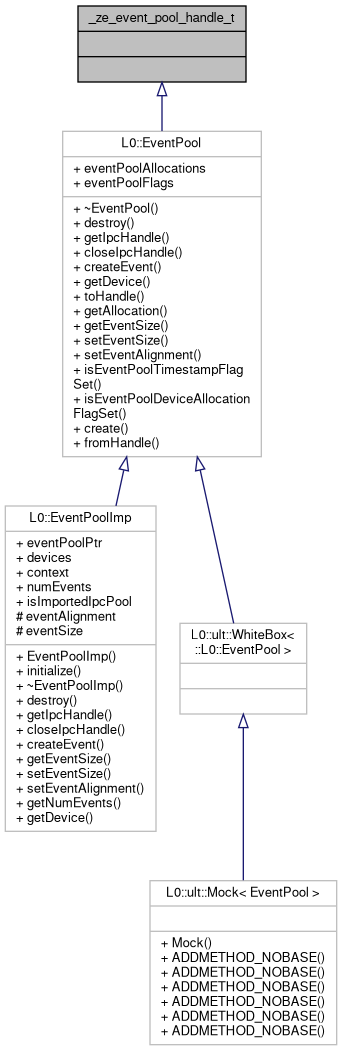 _ze_event_pool_handle_t
L0::EventPool
+ eventPoolAllocations
+ eventPoolFlags
+ ~EventPool()
+ destroy()
+ getIpcHandle()
+ closeIpcHandle()
+ createEvent()
+ getDevice()
+ toHandle()
+ getAllocation()
+ getEventSize()
+ setEventSize()
+ setEventAlignment()
+ isEventPoolTimestampFlag
Set()
+ isEventPoolDeviceAllocation
FlagSet()
+ create()
+ fromHandle()
L0::EventPoolImp
+ eventPoolPtr
+ devices
+ context
+ numEvents
+ isImportedIpcPool
# eventAlignment
# eventSize
+ EventPoolImp()
+ initialize()
+ ~EventPoolImp()
+ destroy()
+ getIpcHandle()
+ closeIpcHandle()
+ createEvent()
+ getEventSize()
+ setEventSize()
+ setEventAlignment()
+ getNumEvents()
+ getDevice()
L0::ult::WhiteBox<
::L0::EventPool >
L0::ult::Mock< EventPool >
+ Mock()
+ ADDMETHOD_NOBASE()
+ ADDMETHOD_NOBASE()
+ ADDMETHOD_NOBASE()
+ ADDMETHOD_NOBASE()
+ ADDMETHOD_NOBASE()
+ ADDMETHOD_NOBASE()